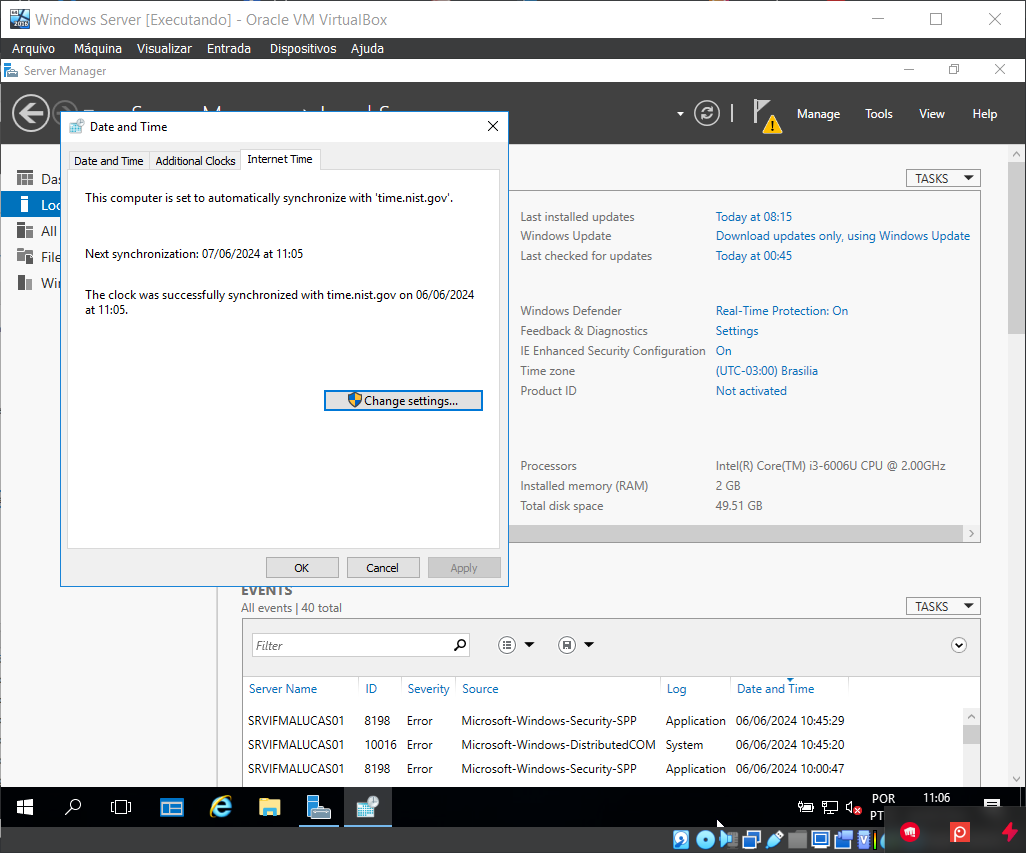 Windows Server [Executando] - Oracle VM VirtualBox
Arquivo Máquina Visualizar Entrada Dispositivos Ajuda
Server Manager
Manage Tools View Help
Date and Time
Date and Time Additional Clocks Internet Time
This computer is set to automatically synchronize with 'time.nist.gov'.
Next synchronization: 07/06/2024 at 11:05
The clock was successfully synchronized with time.nist.gov on 06/06/2024
at 11:05.
Change settings...
OK Cancel Apply
TASKS
Last installed updates Today at 08:15
Windows Update Download updates only, using Windows Update
Last checked for updates Today at 00:45
Windows Defender Real-Time Protection: On
Feedback & Diagnostics Settings
IE Enhanced Security Configuration On
Time zone (UTC-03:00) Brasilia
Product ID Not activated
Processors Intel(R) Core(TM) i3-6006U CPU @ 2.00GHz
Installed memory (RAM) 2 GB
Total disk space 49.51 GB
EVENTS
All events | 40 total
TASKS
Filter
Server Name ID Severity Source Log Date and Time
SRVIFMALUCAS01 8198 Error Microsoft-Windows-Security-SPP Application 06/06/2024 10:45:29
SRVIFMALUCAS01 10016 Error Microsoft-Windows-DistributedCOM System 06/06/2024 10:45:20
SRVIFMALUCAS01 8198 Error Microsoft-Windows-Security-SPP Application 06/06/2024 10:00:47
POR 11:06